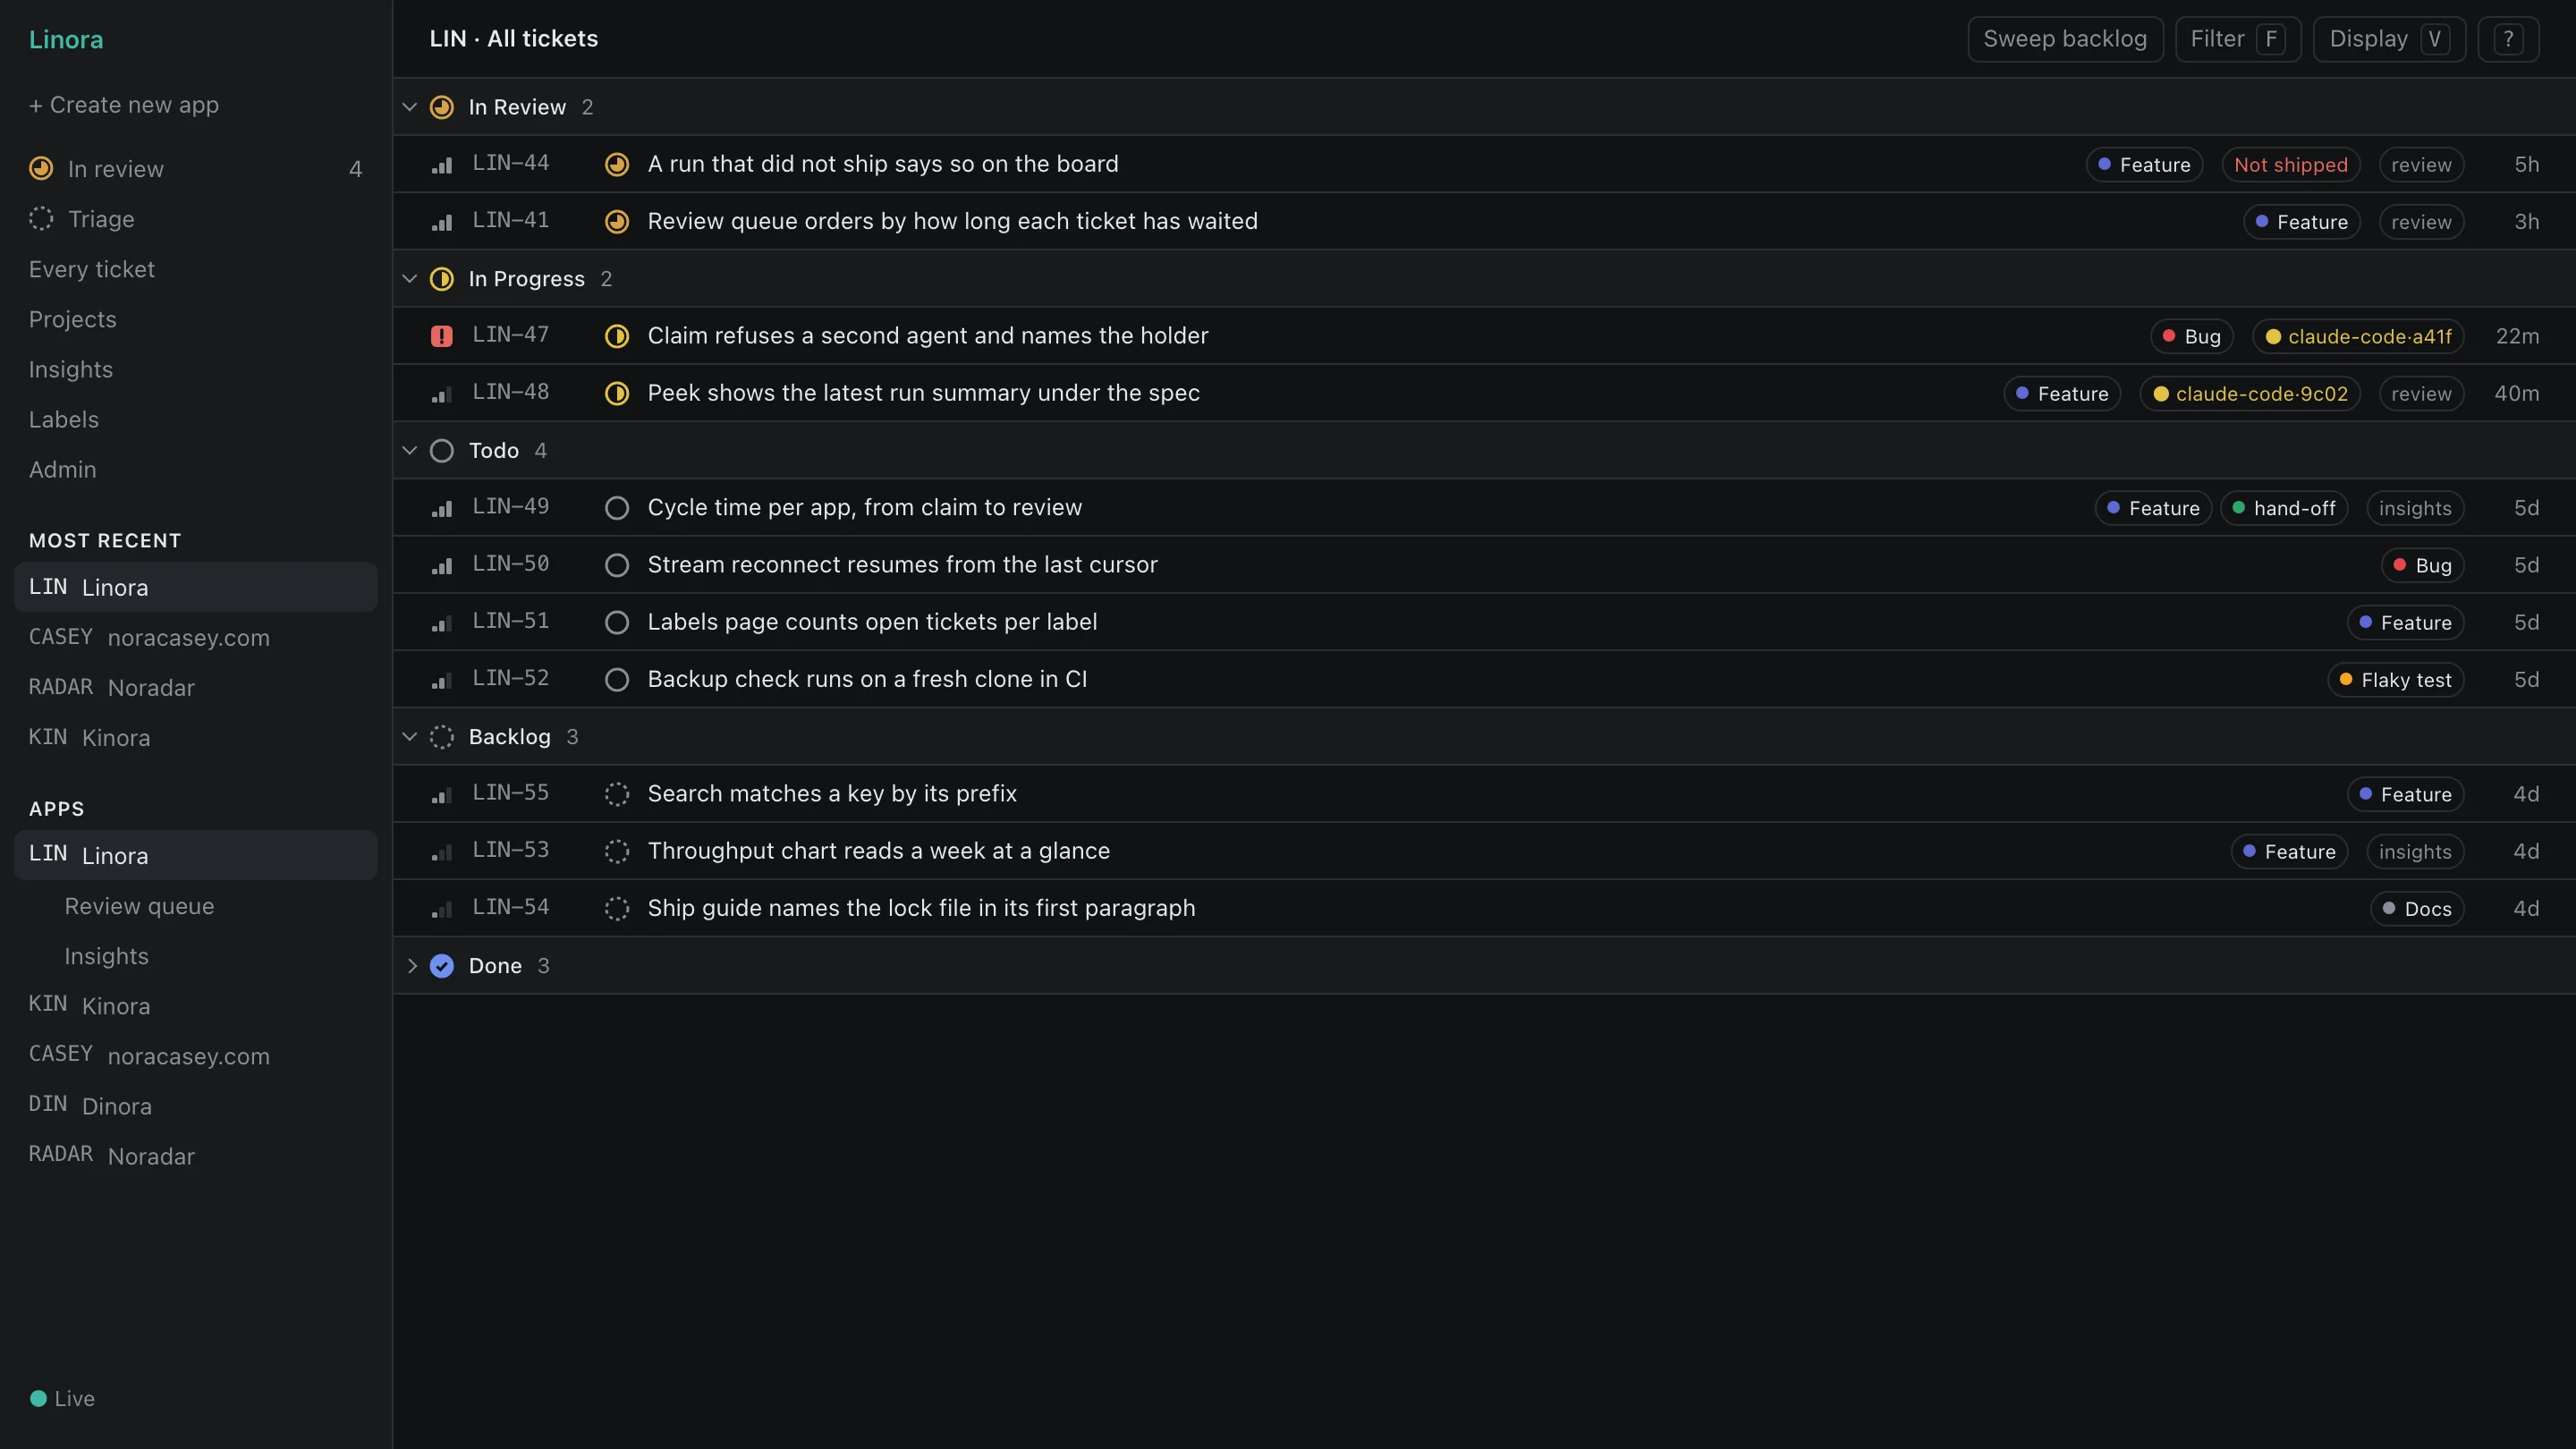 Linora
+ Create new app
In review 4
Triage
Every ticket
Projects
Insights
Labels
Admin
MOST RECENT
LIN Linora
CASEY noracasey.com
RADAR Noradar
KIN Kinora
APPS
LIN Linora
Review queue
Insights
KIN Kinora
CASEY noracasey.com
DIN Dinora
RADAR Noradar
Live
LIN · All tickets
Sweep backlog
Filter F
Display V
?
In Review 2
LIN-44 A run that did not ship says so on the board Feature Not shipped review 5h
LIN-41 Review queue orders by how long each ticket has waited Feature review 3h
In Progress 2
LIN-47 Claim refuses a second agent and names the holder Bug claude-code·a41f 22m
LIN-48 Peek shows the latest run summary under the spec Feature claude-code·9c02 review 40m
Todo 4
LIN-49 Cycle time per app, from claim to review Feature hand-off insights 5d
LIN-50 Stream reconnect resumes from the last cursor Bug 5d
LIN-51 Labels page counts open tickets per label Feature 5d
LIN-52 Backup check runs on a fresh clone in CI Flaky test 5d
Backlog 3
LIN-55 Search matches a key by its prefix Feature 4d
LIN-53 Throughput chart reads a week at a glance Feature insights 4d
LIN-54 Ship guide names the lock file in its first paragraph Docs 4d
Done 3